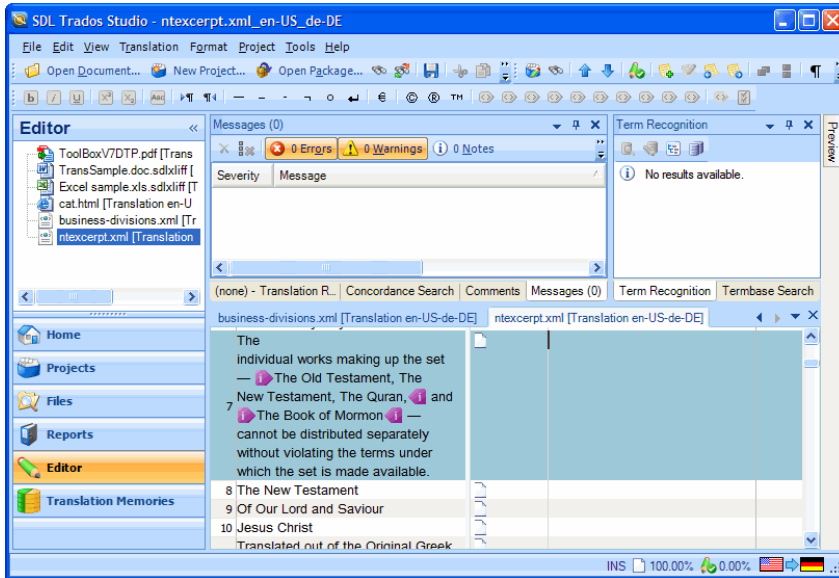 SDL Trados Studio - ntexcerpt.xml_en-US_de-DE
File Edit View Translation Format Project Tools Help
Open Document... New Project... Open Package...
b i U X² X₂ ABC ¶ ¶ — – - ¬ ○ ↵ € © ® TM
Editor «
ToolBoxV7DTP.pdf [Trans
TransSample.doc.sdlxliff [
Excel sample.xls.sdlxliff [T
cat.html [Translation en-U
business-divisions.xml [Tr
ntexcerpt.xml [Translation
Home
Projects
Files
Reports
Editor
Translation Memories
Messages (0)
0 Errors 0 Warnings 0 Notes
Severity Message
(none) - Translation R... Concordance Search Comments Messages (0)
Term Recognition
No results available.
Term Recognition Termbase Search
Preview
business-divisions.xml [Translation en-US-de-DE] ntexcerpt.xml [Translation en-US-de-DE]
The
individual works making up the set
— i The Old Testament, The
New Testament, The Quran, i and
7
i The Book of Mormon i —
cannot be distributed separately
without violating the terms under
which the set is made available.
8 The New Testament
9 Of Our Lord and Saviour
10 Jesus Christ
Translated out of the Original Greek
INS 100.00% 0.00%